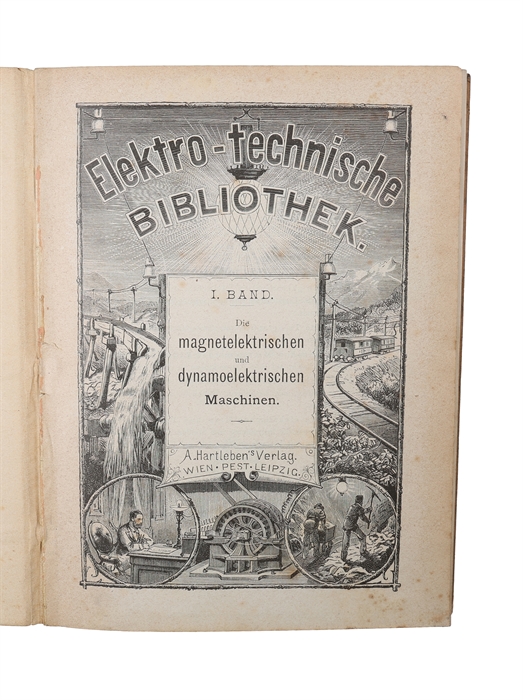 Elektro-technische
BIBLIOTHEK.
I. BAND.
Die
magnetelektrischen
und
dynamoelektrischen
Maschinen.
A. Hartleben's Verlag.
WIEN • PEST • LEIPZIG.